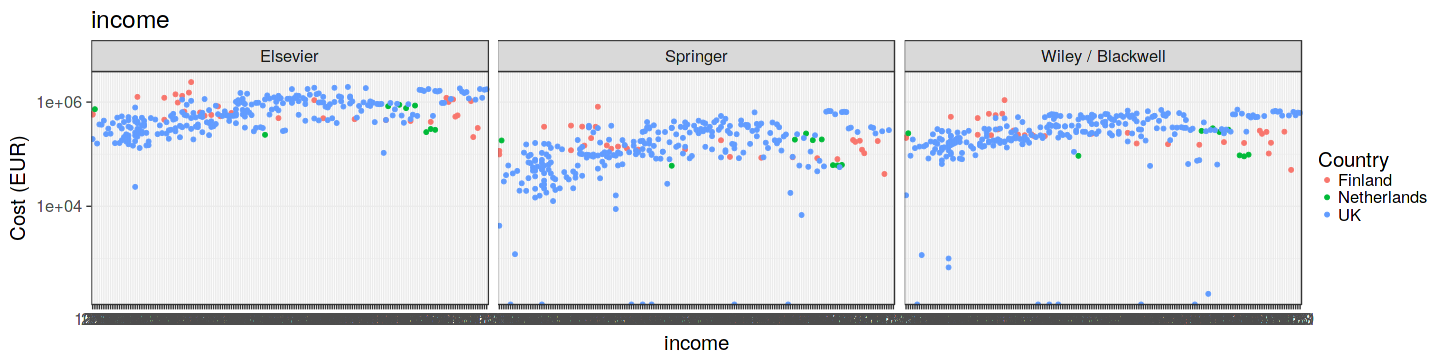 income
Elsevier
Springer
Wiley / Blackwell
1e+06
1e+04
Cost (EUR)
income
Country
Finland
Netherlands
UK